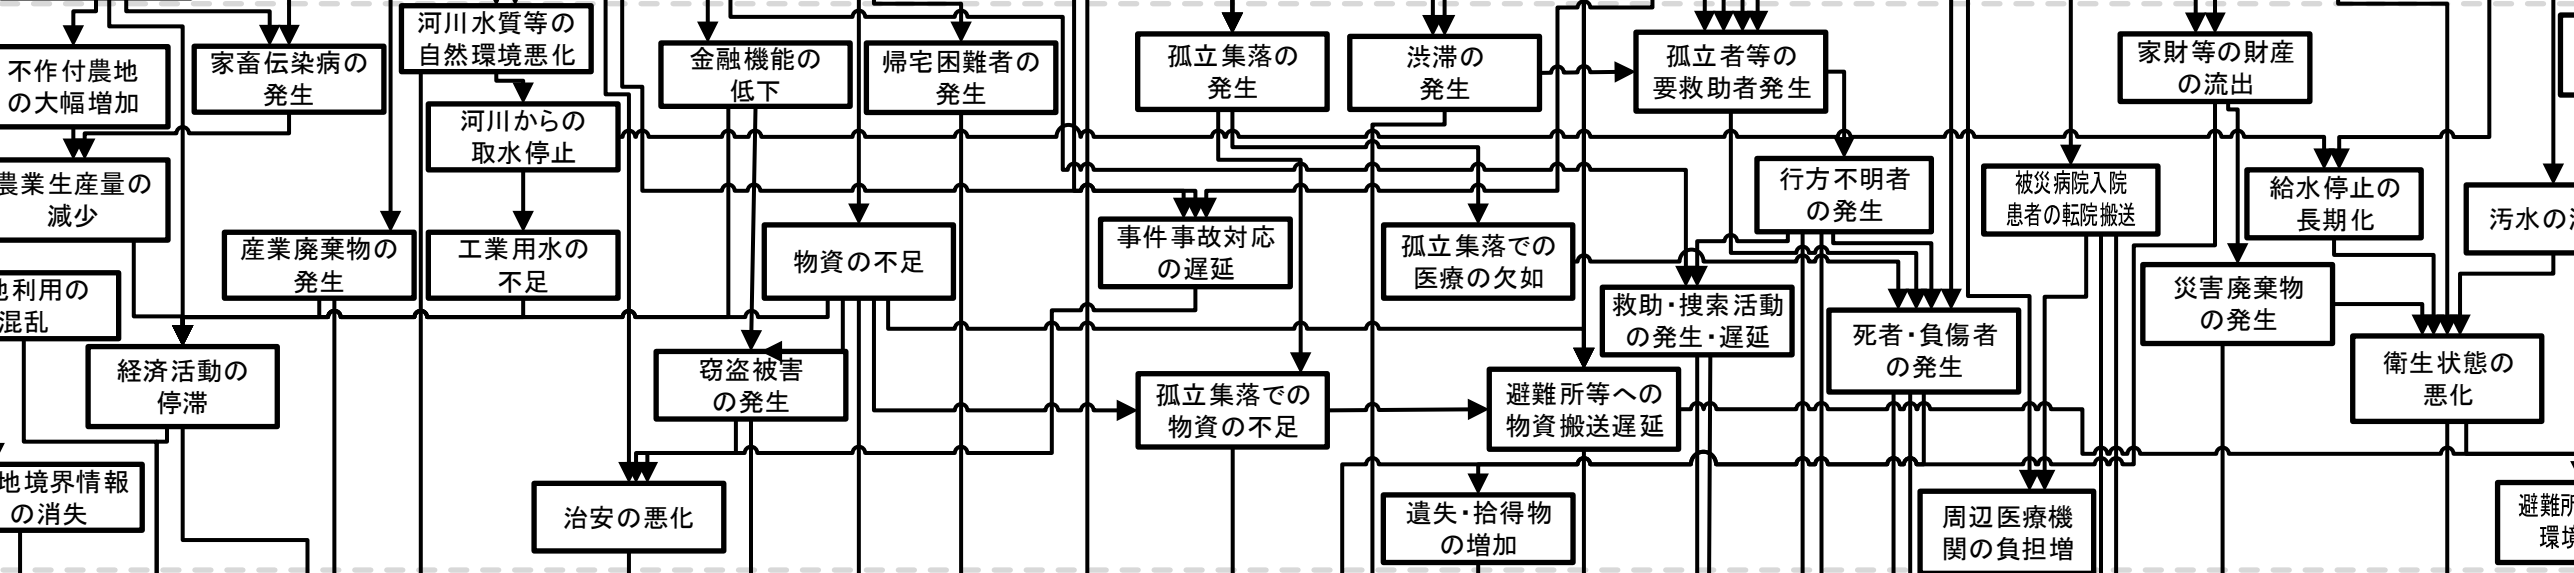 河川水質等の
自然環境悪化
不作付農地
の大幅増加
家畜伝染病の
発生
金融機能の
低下
帰宅困難者の
発生
孤立集落の
発生
渋滞の
発生
孤立者等の
要救助者発生
家財等の財産
の流出
河川からの
取水停止
農業生産量の
減少
行方不明者
の発生
被災病院入院
患者の転院搬送
給水停止の
長期化
汚水の
産業廃棄物の
発生
工業用水の
不足
物資の不足
事件事故対応
の遅延
孤立集落での
医療の欠如
救助・捜索活動
の発生・遅延
災害廃棄物
の発生
利用の
混乱
経済活動の
停滞
窃盗被害
の発生
死者・負傷者
の発生
衛生状態の
悪化
孤立集落での
物資の不足
避難所等への
物資搬送遅延
地境界情報
の消失
治安の悪化
遺失・拾得物
の増加
周辺医療機
関の負担増
避難所
環境